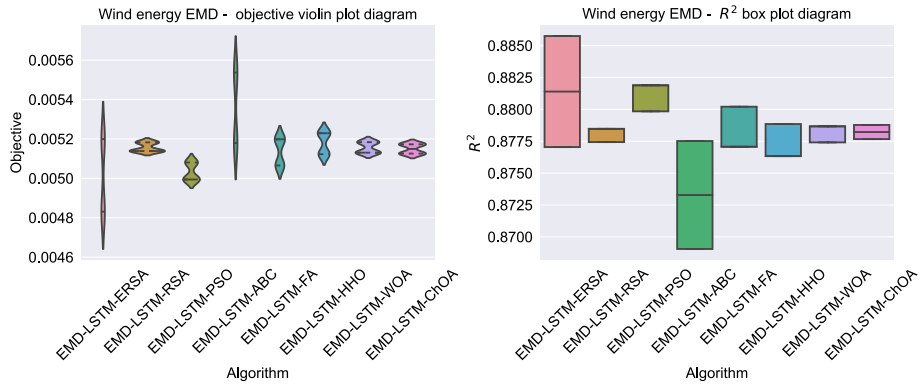 Wind energy EMD - objective violin plot diagram
Objective
0.0056
0.0054
0.0052
0.0050
0.0048
0.0046
EMD-LSTM-ERSA
EMD-LSTM-RSA
EMD-LSTM-PSO
EMD-LSTM-ABC
EMD-LSTM-FA
EMD-LSTM-HHO
EMD-LSTM-WOA
EMD-LSTM-ChOA
Algorithm
Wind energy EMD - R² box plot diagram
R²
0.8850
0.8825
0.8800
0.8775
0.8750
0.8725
0.8700
EMD-LSTM-ERSA
EMD-LSTM-RSA
EMD-LSTM-PSO
EMD-LSTM-ABC
EMD-LSTM-FA
EMD-LSTM-HHO
EMD-LSTM-WOA
EMD-LSTM-ChOA
Algorithm